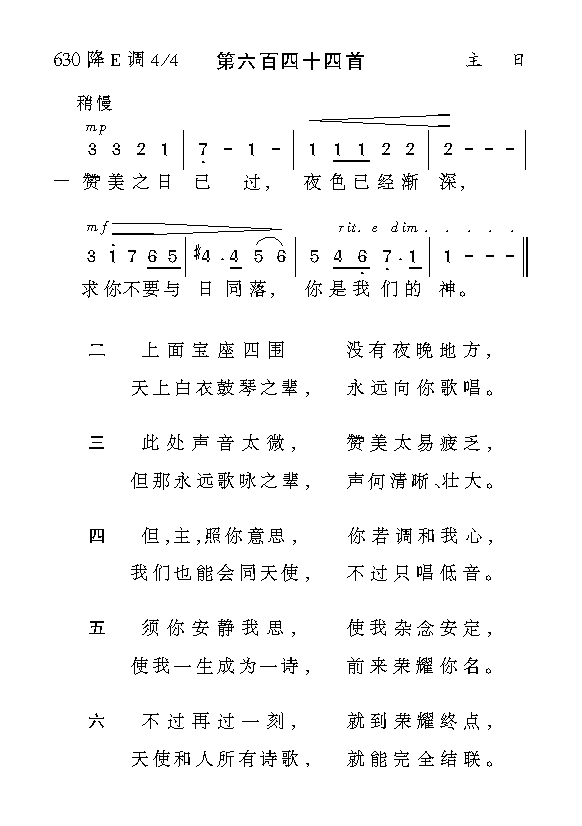 630 降 E 调 4/4 第六百四十四首 主 日
稍慢
mp
3 3 2 1 | 7 - 1 - | 1 1 1 2 2 | 2 - - - |
一 赞美之日 已 过, 夜色已经渐 深,
mf rit. e dim . . . . .
3 1 7 6 5 | #4 . 4 5 6 | 5 4 6 7 . 1 | 1 - - - ‖
求你不要与 日 同落, 你是我 们的 神。
二 上面宝座四围 没有夜晚地方,
天上白衣鼓琴之辈, 永远向你歌唱。
三 此处声音太微, 赞美太易疲乏,
但那永远歌咏之辈, 声何清晰、壮大。
四 但,主,照你意思, 你若调和我心,
我们也能会同天使, 不过只唱低音。
五 须你安静我思, 使我杂念安定,
使我一生成为一诗, 前来荣耀你名。
六 不过再过一刻, 就到荣耀终点,
天使和人所有诗歌, 就能完全结联。